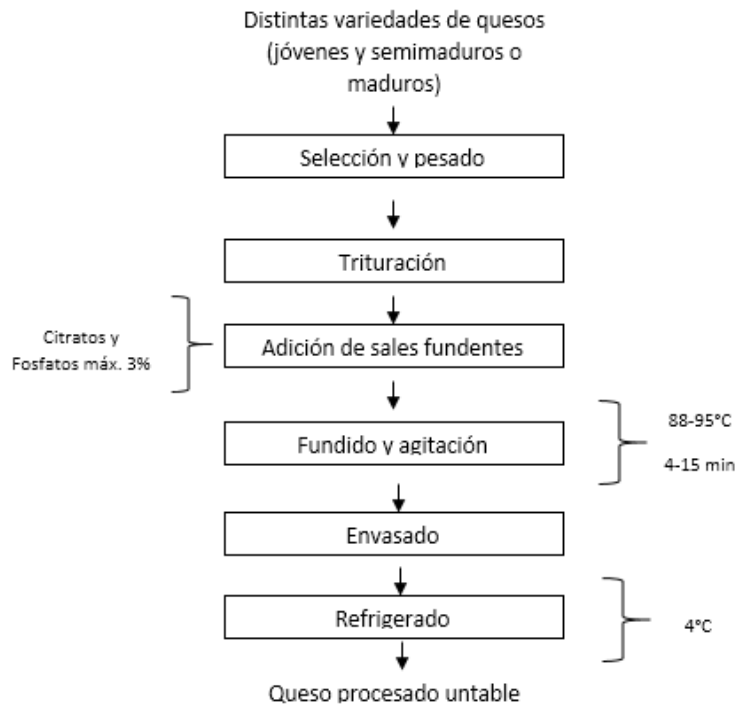 Distintas variedades de quesos
(jóvenes y semimaduros o
maduros)
Selección y pesado
Trituración
Citratos y
Fosfatos máx. 3%
Adición de sales fundentes
Fundido y agitación
88-95°C
4-15 min
Envasado
Refrigerado
4°C
Queso procesado untable